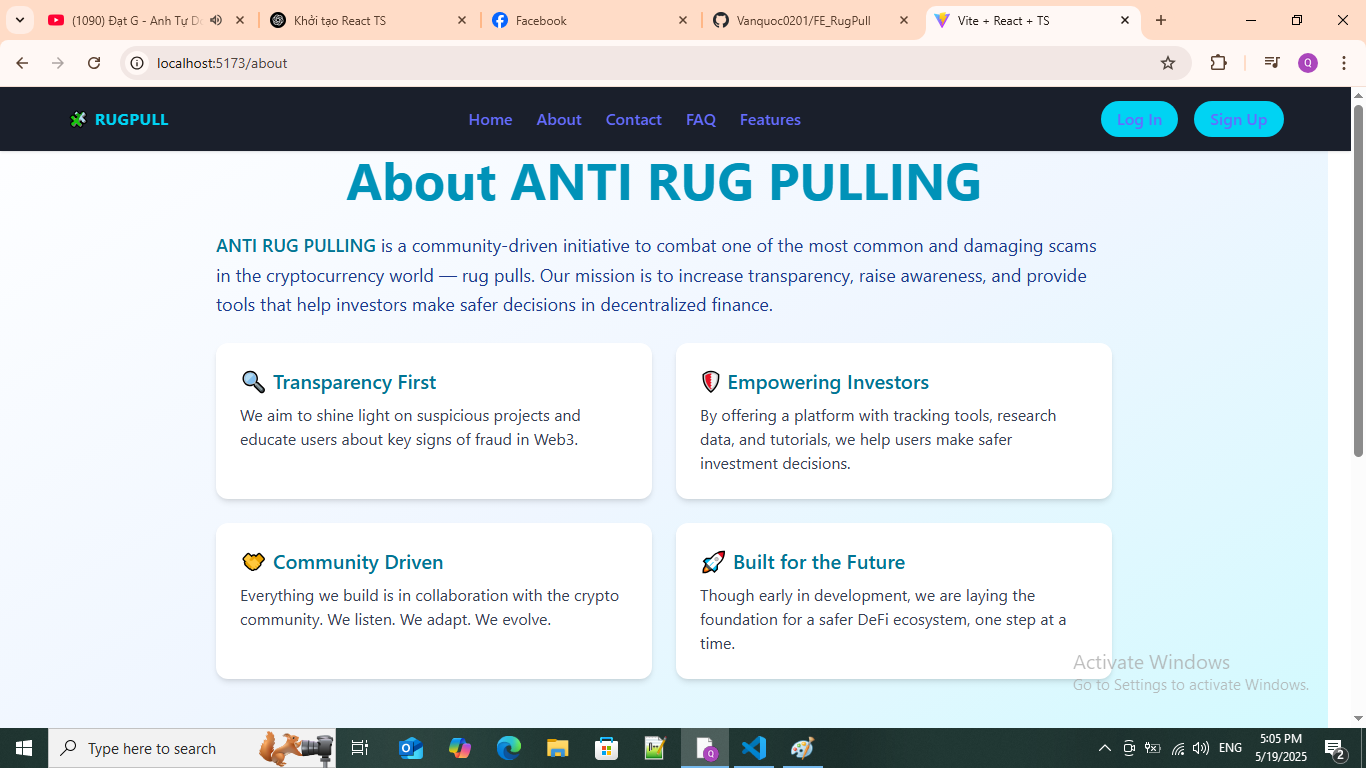 (1090) Đạt G - Anh Tự Do
Khởi tạo React TS
Facebook
Vanquoc0201/FE_RugPull
Vite + React + TS
localhost:5173/about
Q
RUGPULL
Home
About
Contact
FAQ
Features
Log In
Sign Up
About ANTI RUG PULLING
ANTI RUG PULLING is a community-driven initiative to combat one of the most common and damaging scams
in the cryptocurrency world — rug pulls. Our mission is to increase transparency, raise awareness, and provide
tools that help investors make safer decisions in decentralized finance.
Transparency First
We aim to shine light on suspicious projects and
educate users about key signs of fraud in Web3.
Empowering Investors
By offering a platform with tracking tools, research
data, and tutorials, we help users make safer
investment decisions.
Community Driven
Everything we build is in collaboration with the crypto
community. We listen. We adapt. We evolve.
Built for the Future
Though early in development, we are laying the
foundation for a safer DeFi ecosystem, one step at a
time.
Activate Windows
Go to Settings to activate Windows.
Type here to search
ENG
5:05 PM
5/19/2025
2